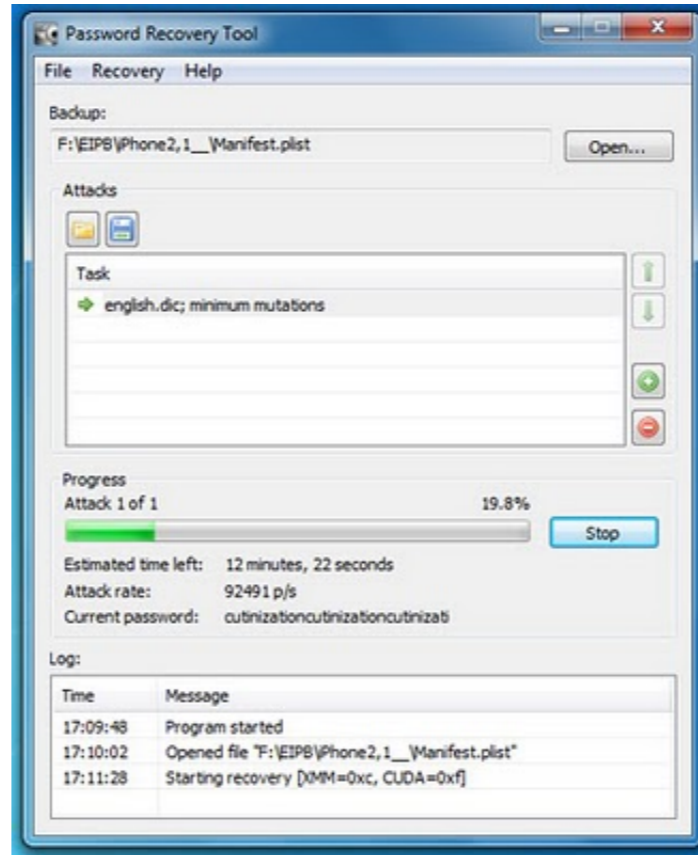 Password Recovery Tool
File Recovery Help
Backup:
F:\EIPB\iPhone2,1__\Manifest.plist
Open...
Attacks
Task
english.dic; minimum mutations
Progress
Attack 1 of 1 19.8%
Stop
Estimated time left: 12 minutes, 22 seconds
Attack rate: 92491 p/s
Current password: cutinizationcutinizationcutinizati
Log:
Time Message
17:09:48 Program started
17:10:02 Opened file "F:\EIPB\iPhone2,1__\Manifest.plist"
17:11:28 Starting recovery [XMM=0xc, CUDA=0xf]